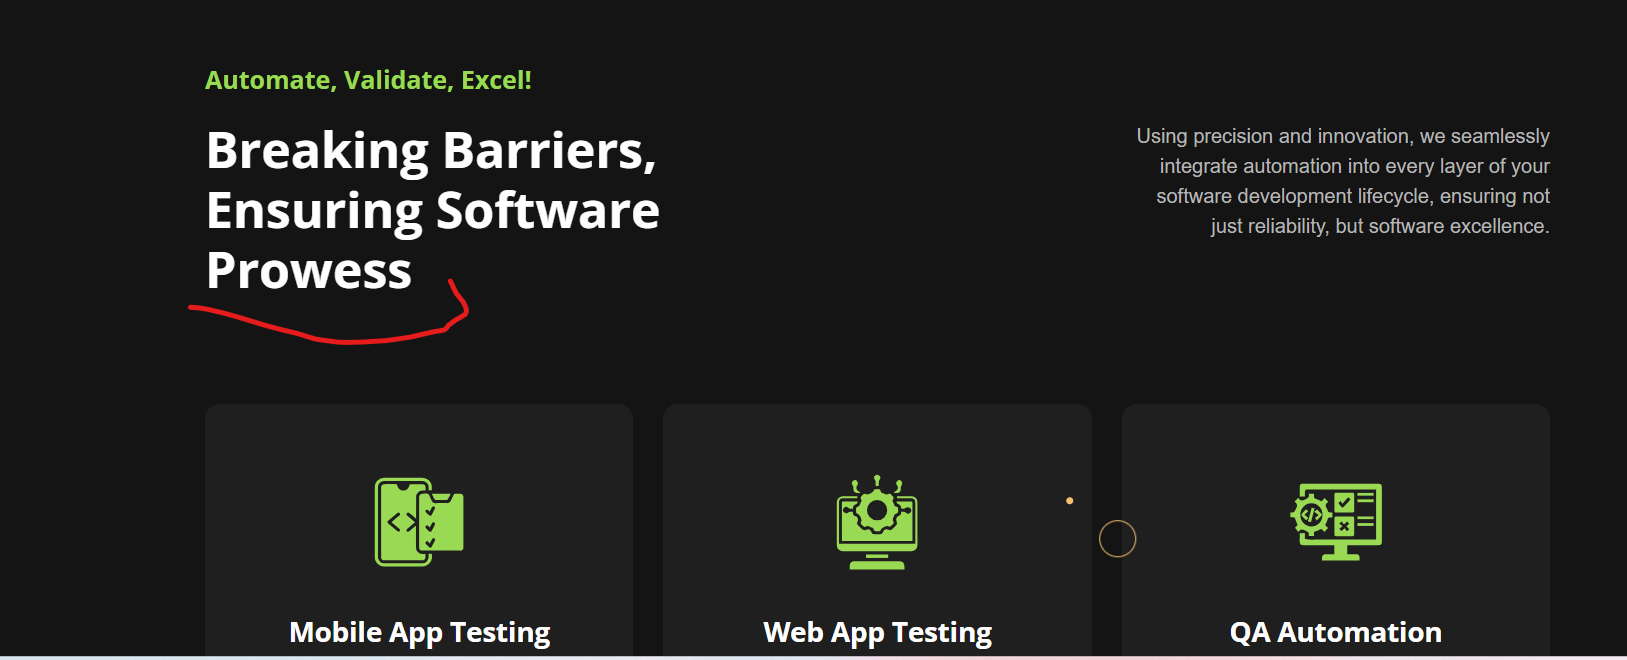 Automate, Validate, Excel!
Breaking Barriers,
Ensuring Software
Prowess
Using precision and innovation, we seamlessly
integrate automation into every layer of your
software development lifecycle, ensuring not
just reliability, but software excellence.
Mobile App Testing
Web App Testing
QA Automation